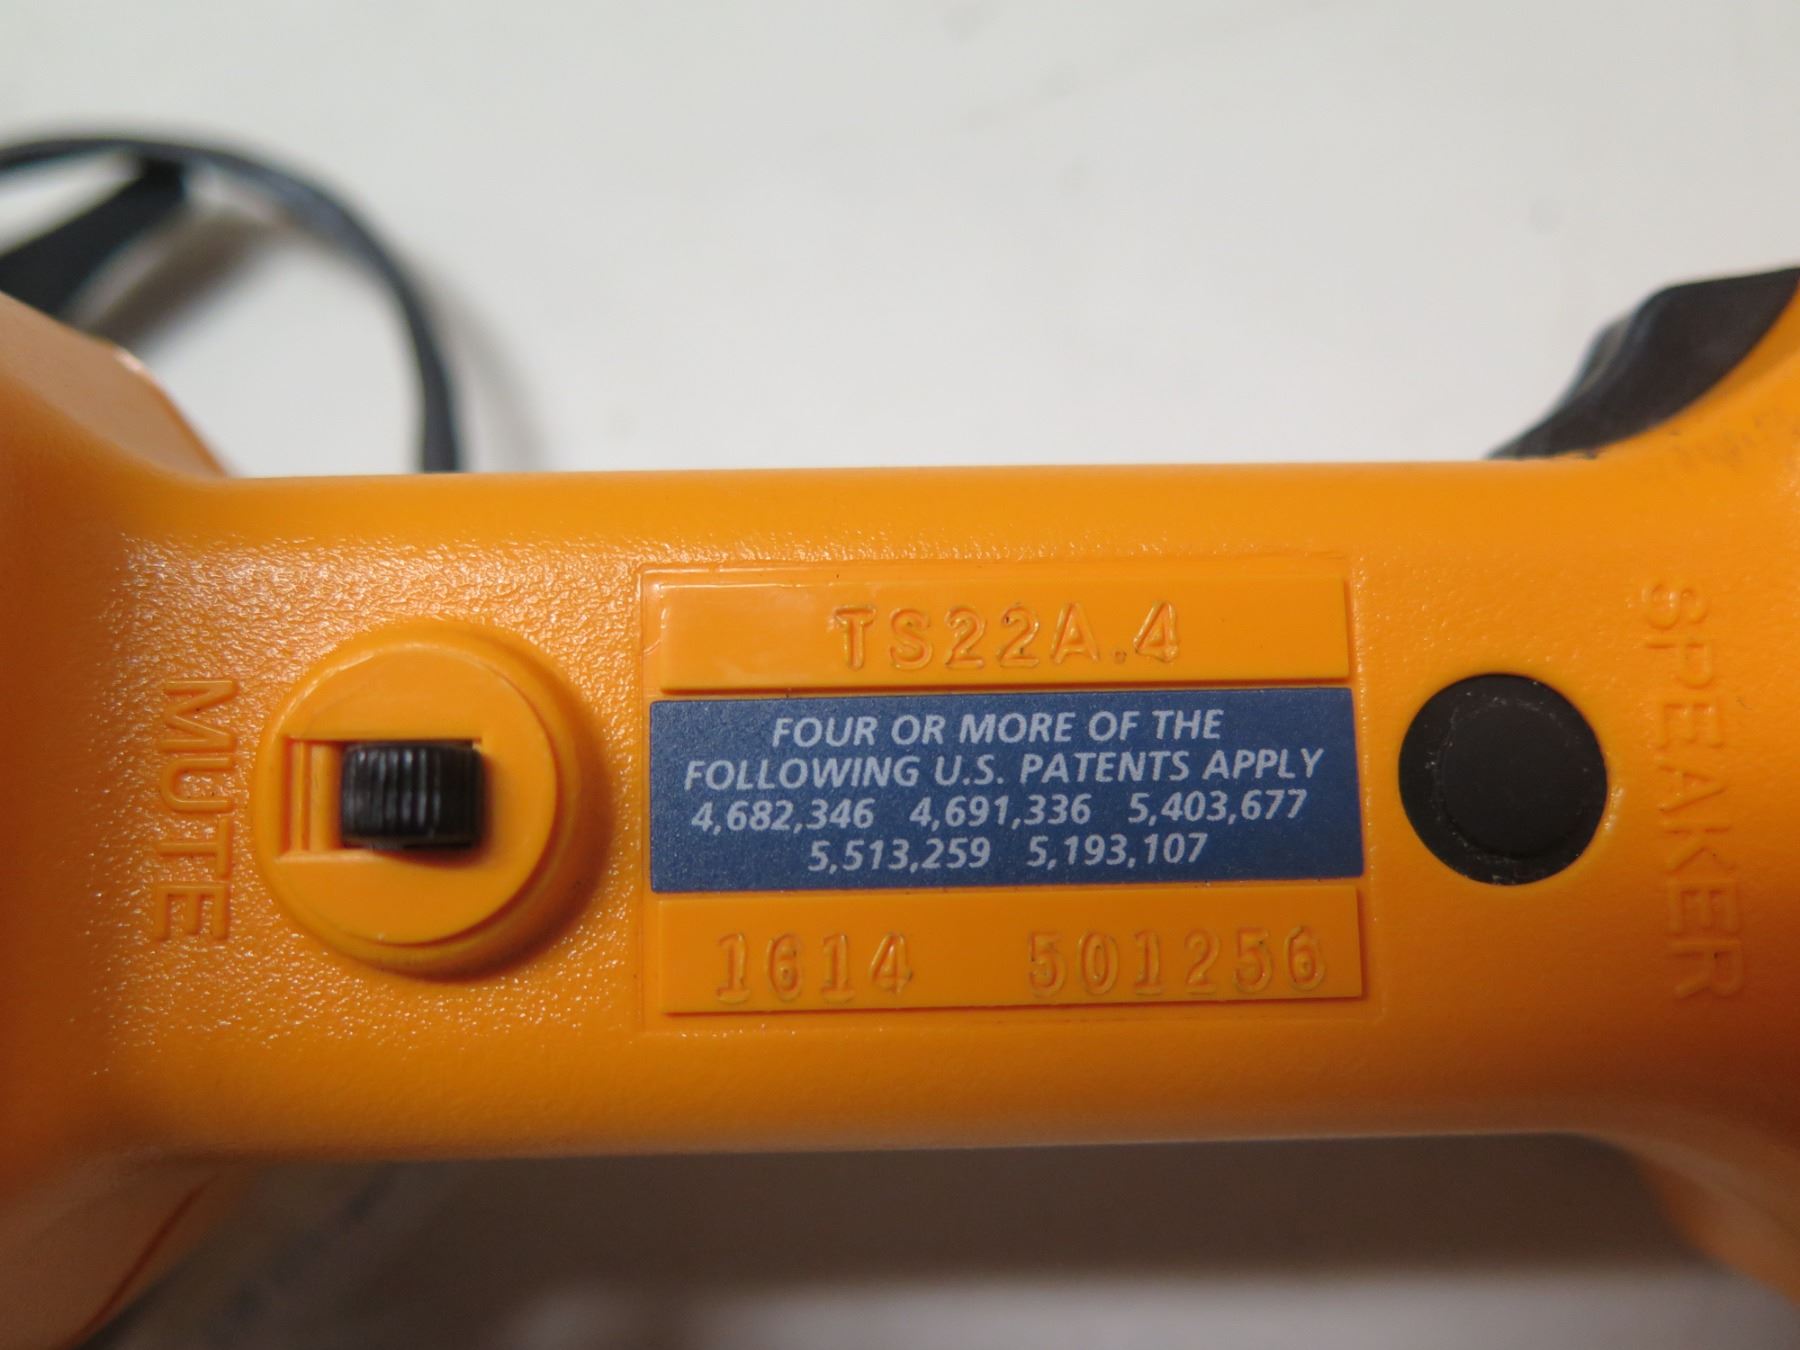 MUTE
TS22A.4
FOUR OR MORE OF THE
FOLLOWING U.S. PATENTS APPLY
4,682,346 4,691,336 5,403,677
5,513,259 5,193,107
1614 501256
SPEAKER